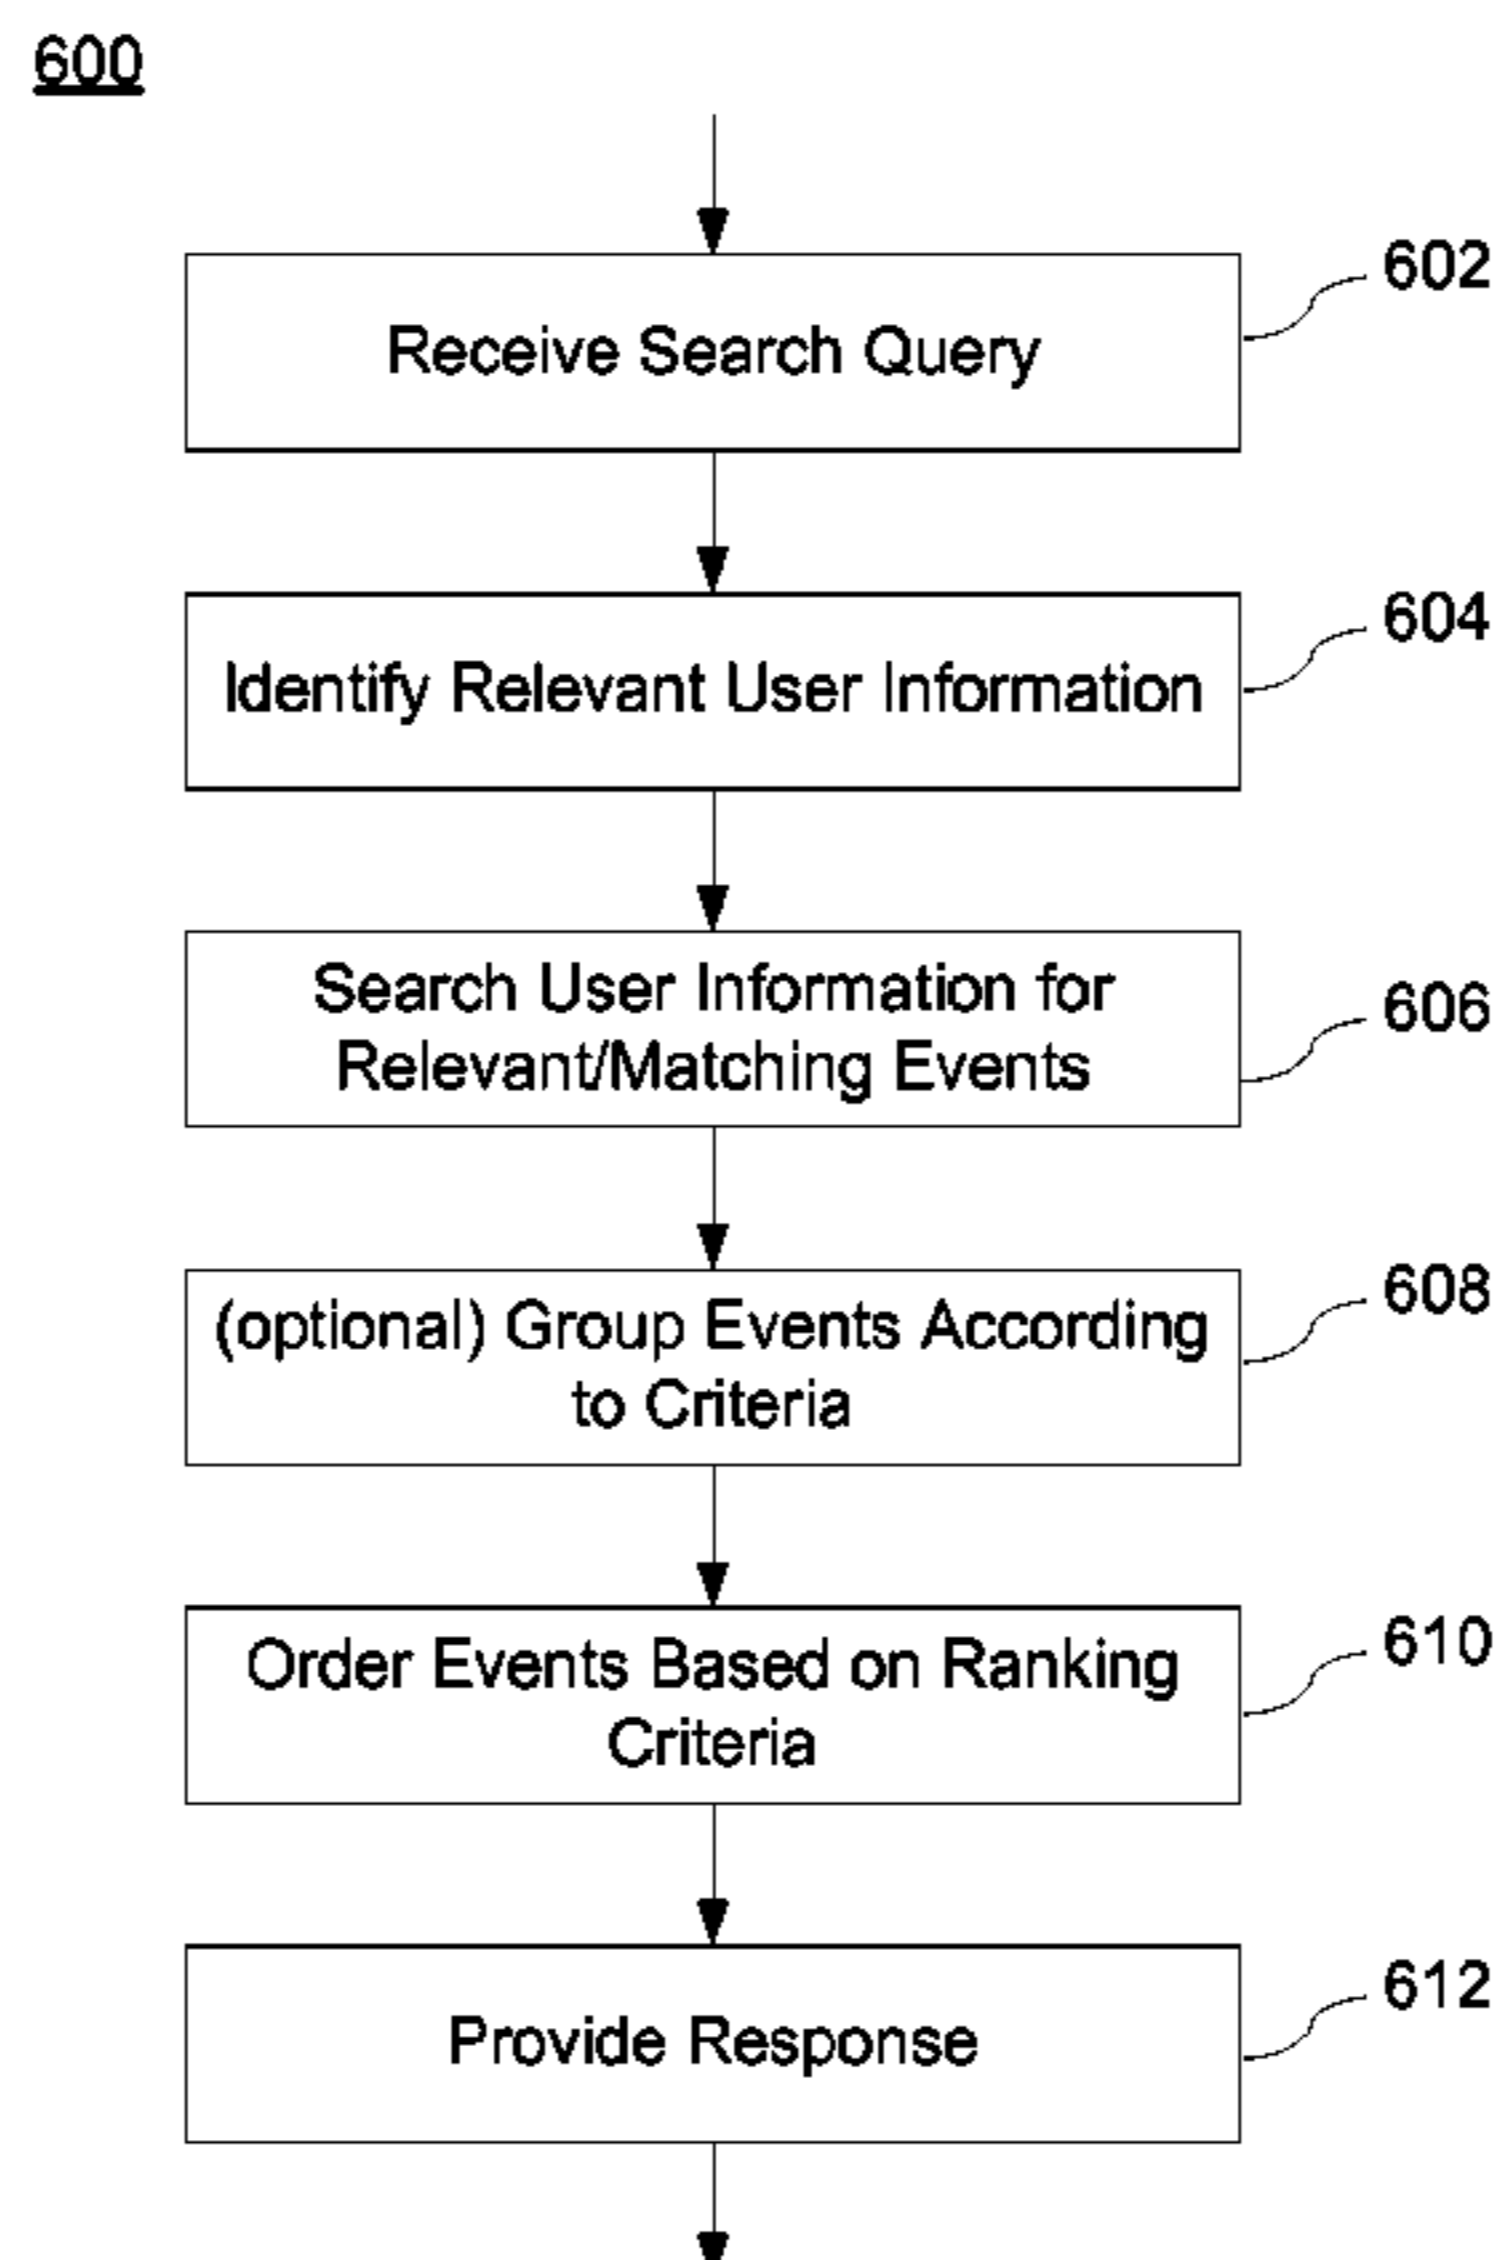 600
602
Receive Search Query
604
Identify Relevant User Information
606
Search User Information for
Relevant/Matching Events
608
(optional) Group Events According
to Criteria
610
Order Events Based on Ranking
Criteria
612
Provide Response